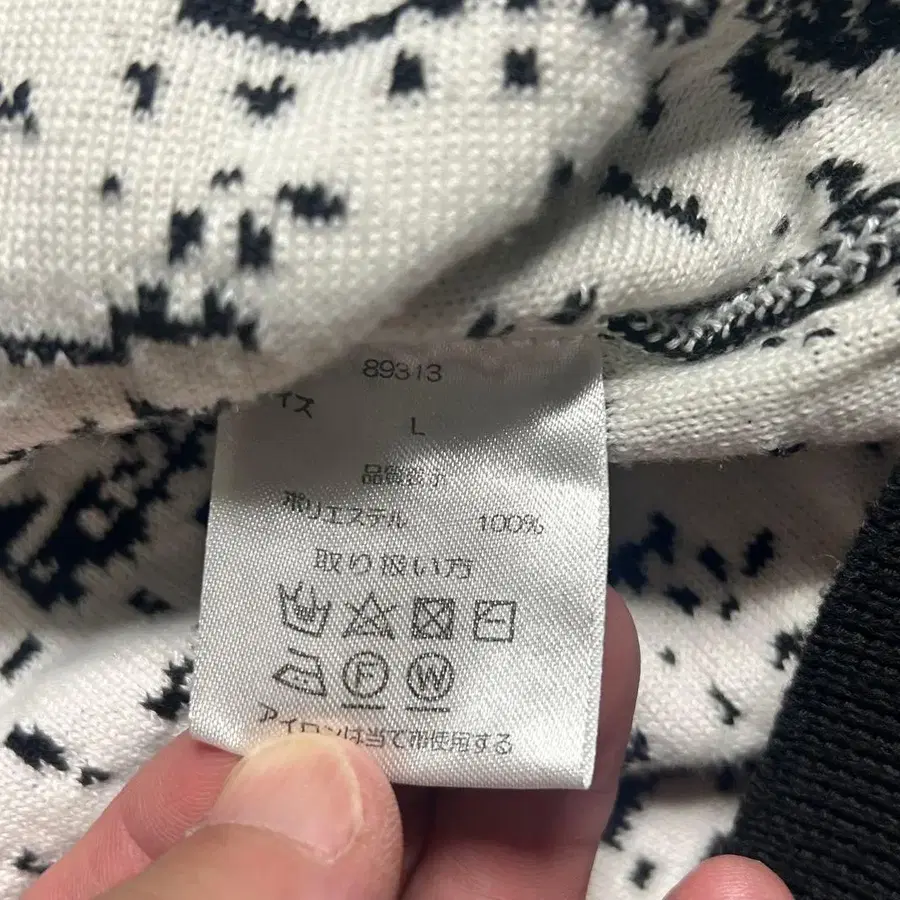 89313
イズ
L
品質表示
ポリエステル 100%
取り扱い方
F W
アイロンは当て布使用する